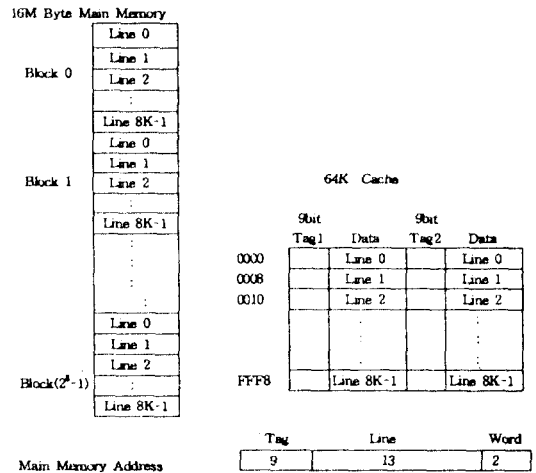 16M Byte Main Memory
Line 0
Line 1
Block 0
Line 2
:
Line 8K-1
Line 0
Line 1
Block 1
Line 2
:
Line 8K-1
:
:
:
Line 0
Line 1
Line 2
Block(2⁸-1)
:
Line 8K-1
64K Cache
9bit 9bit
Tag1 Data Tag2 Data
0000 Line 0 Line 0
0008 Line 1 Line 1
0010 Line 2 Line 2
: :
: :
FFF8 Line 8K-1 Line 8K-1
Tag Line Word
Main Memory Address 9 13 2